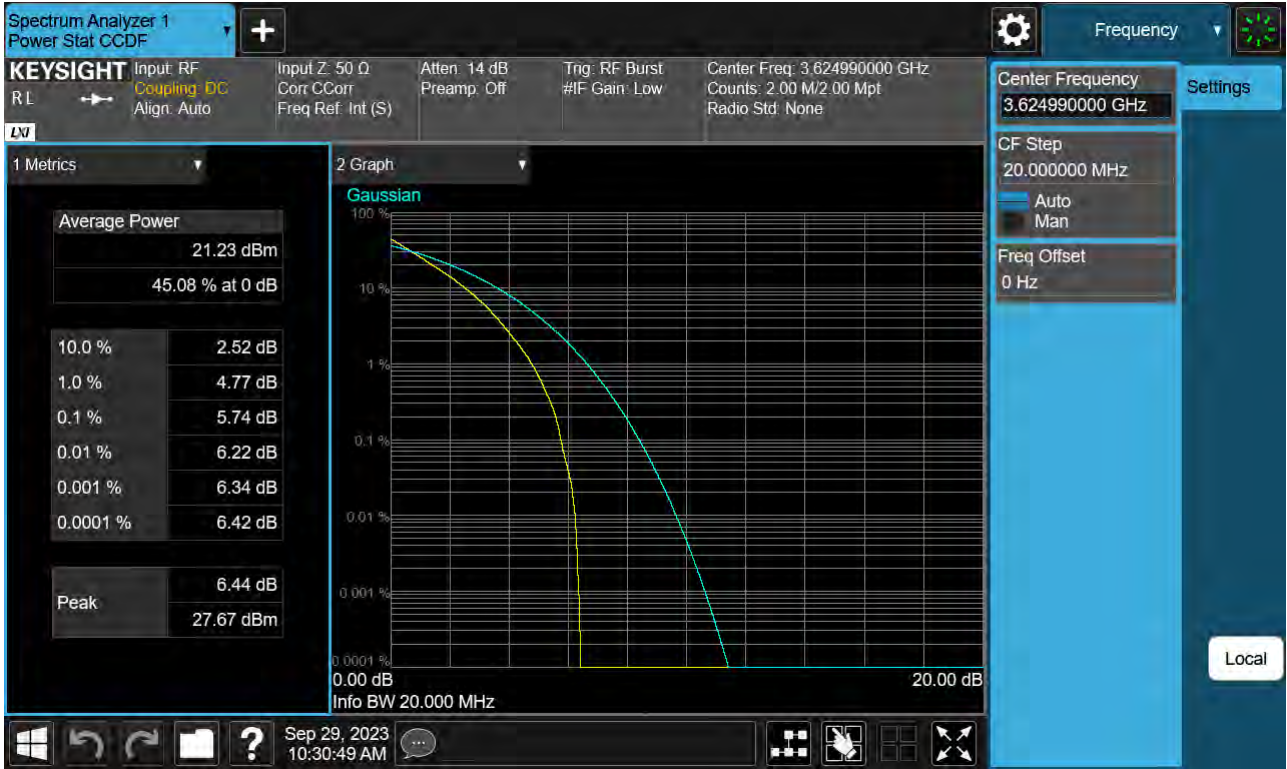 Spectrum Analyzer 1
Power Stat CCDF
Frequency
KEYSIGHT
RL
LXI
Input: RF
Coupling: DC
Align: Auto
Input Z: 50 Ω
Corr CCorr
Freq Ref: Int (S)
Atten: 14 dB
Preamp: Off
Trig: RF Burst
#IF Gain: Low
Center Freq: 3.624990000 GHz
Counts: 2.00 M/2.00 Mpt
Radio Std: None
1 Metrics
Average Power
21.23 dBm
45.08 % at 0 dB
10.0 % 2.52 dB
1.0 % 4.77 dB
0.1 % 5.74 dB
0.01 % 6.22 dB
0.001 % 6.34 dB
0.0001 % 6.42 dB
Peak
6.44 dB
27.67 dBm
2 Graph
Gaussian
100 %
10 %
1 %
0.1 %
0.01 %
0.001 %
0.0001 %
0.00 dB 20.00 dB
Info BW 20.000 MHz
Center Frequency
3.624990000 GHz
CF Step
20.000000 MHz
Auto
Man
Freq Offset
0 Hz
Settings
Local
?
Sep 29, 2023
10:30:49 AM